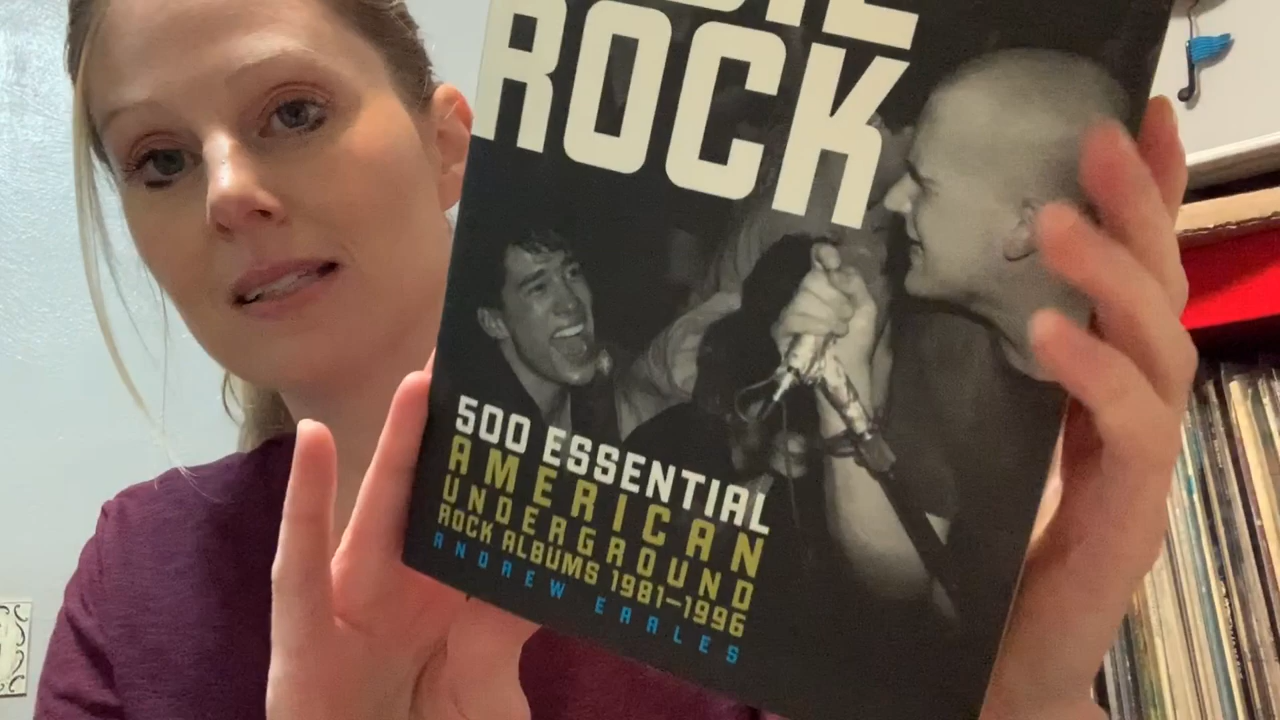 ROCK
500 ESSENTIAL
AMERICAN
UNDERGROUND
ROCK ALBUMS 1981–1996
ANDREW EARLES